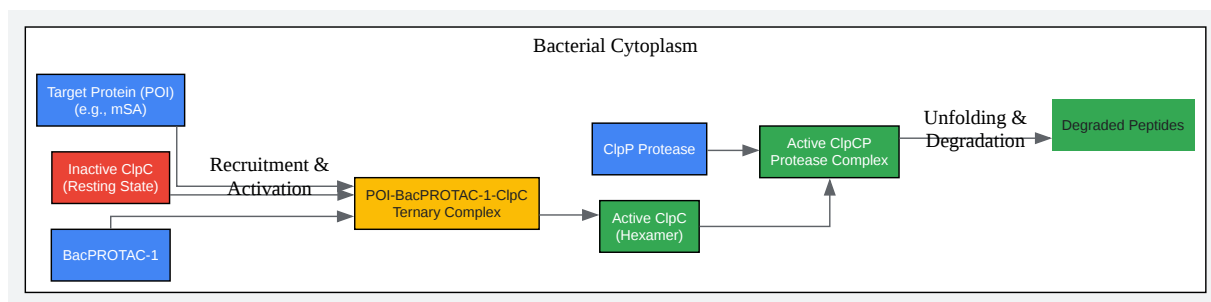 Bacterial Cytoplasm
Target Protein (POI)
(e.g., mSA)
Inactive ClpC
(Resting State)
BacPROTAC-1
Recruitment &
Activation
POI-BacPROTAC-1-ClpC
Ternary Complex
ClpP Protease
Active ClpC
(Hexamer)
Active ClpCP
Protease Complex
Unfolding &
Degradation
Degraded Peptides